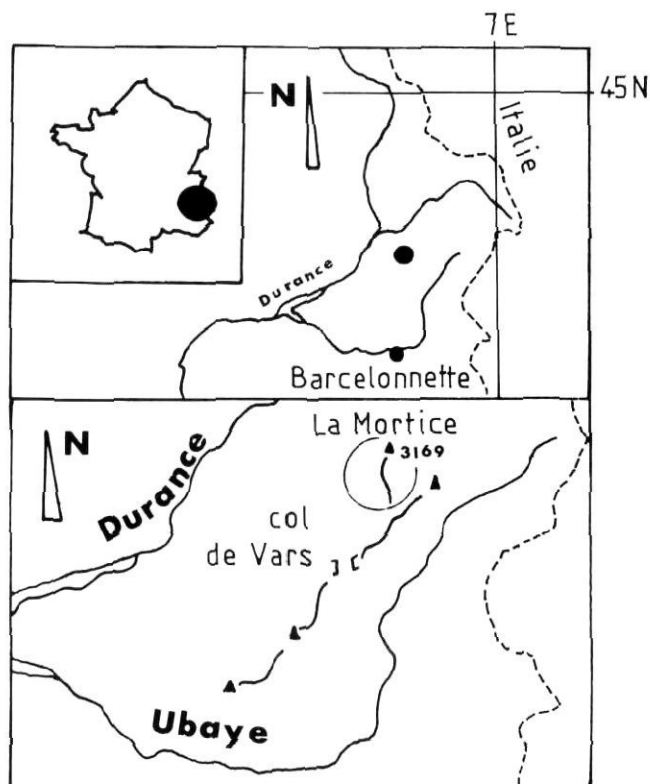 7E
45N
N
Italie
Durance
Barcelonnette
La Mortice
3169
N
Durance
col
de Vars
Ubaye